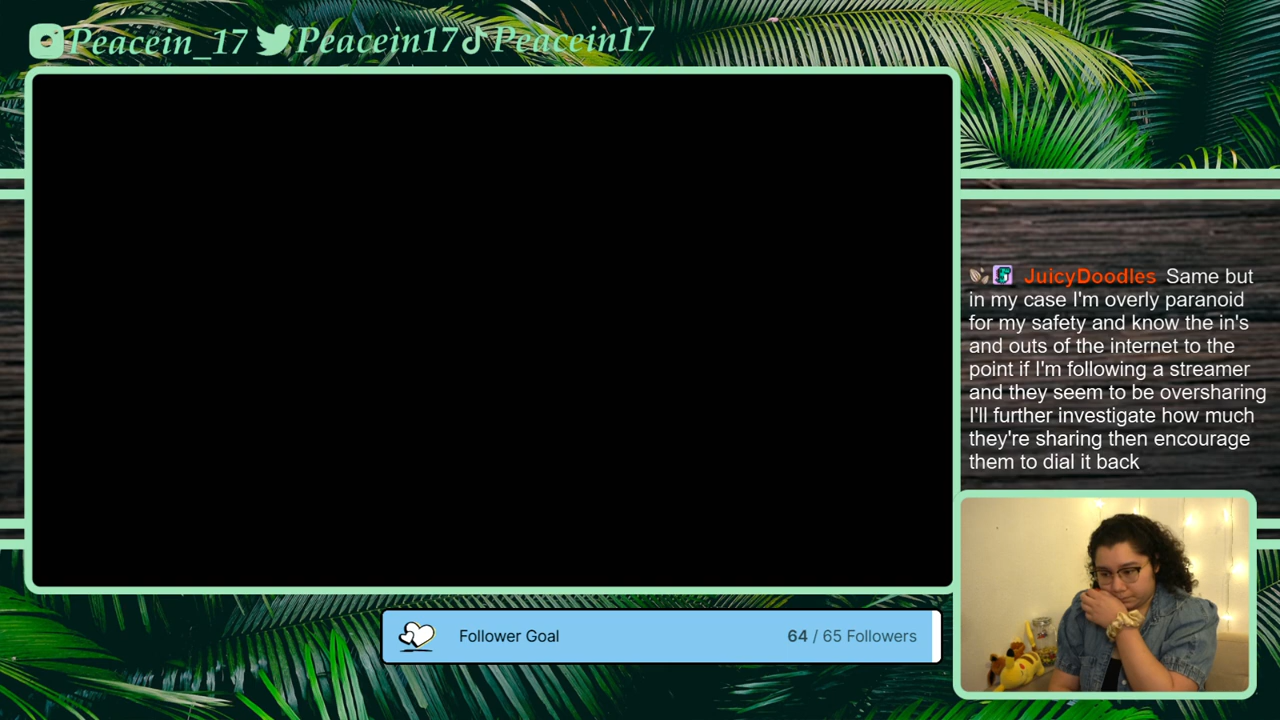 Peacein_17 Peacein17 Peacein17
JuicyDoodles Same but
in my case I'm overly paranoid
for my safety and know the in's
and outs of the internet to the
point if I'm following a streamer
and they seem to be oversharing
I'll further investigate how much
they're sharing then encourage
them to dial it back
Follower Goal 64 / 65 Followers